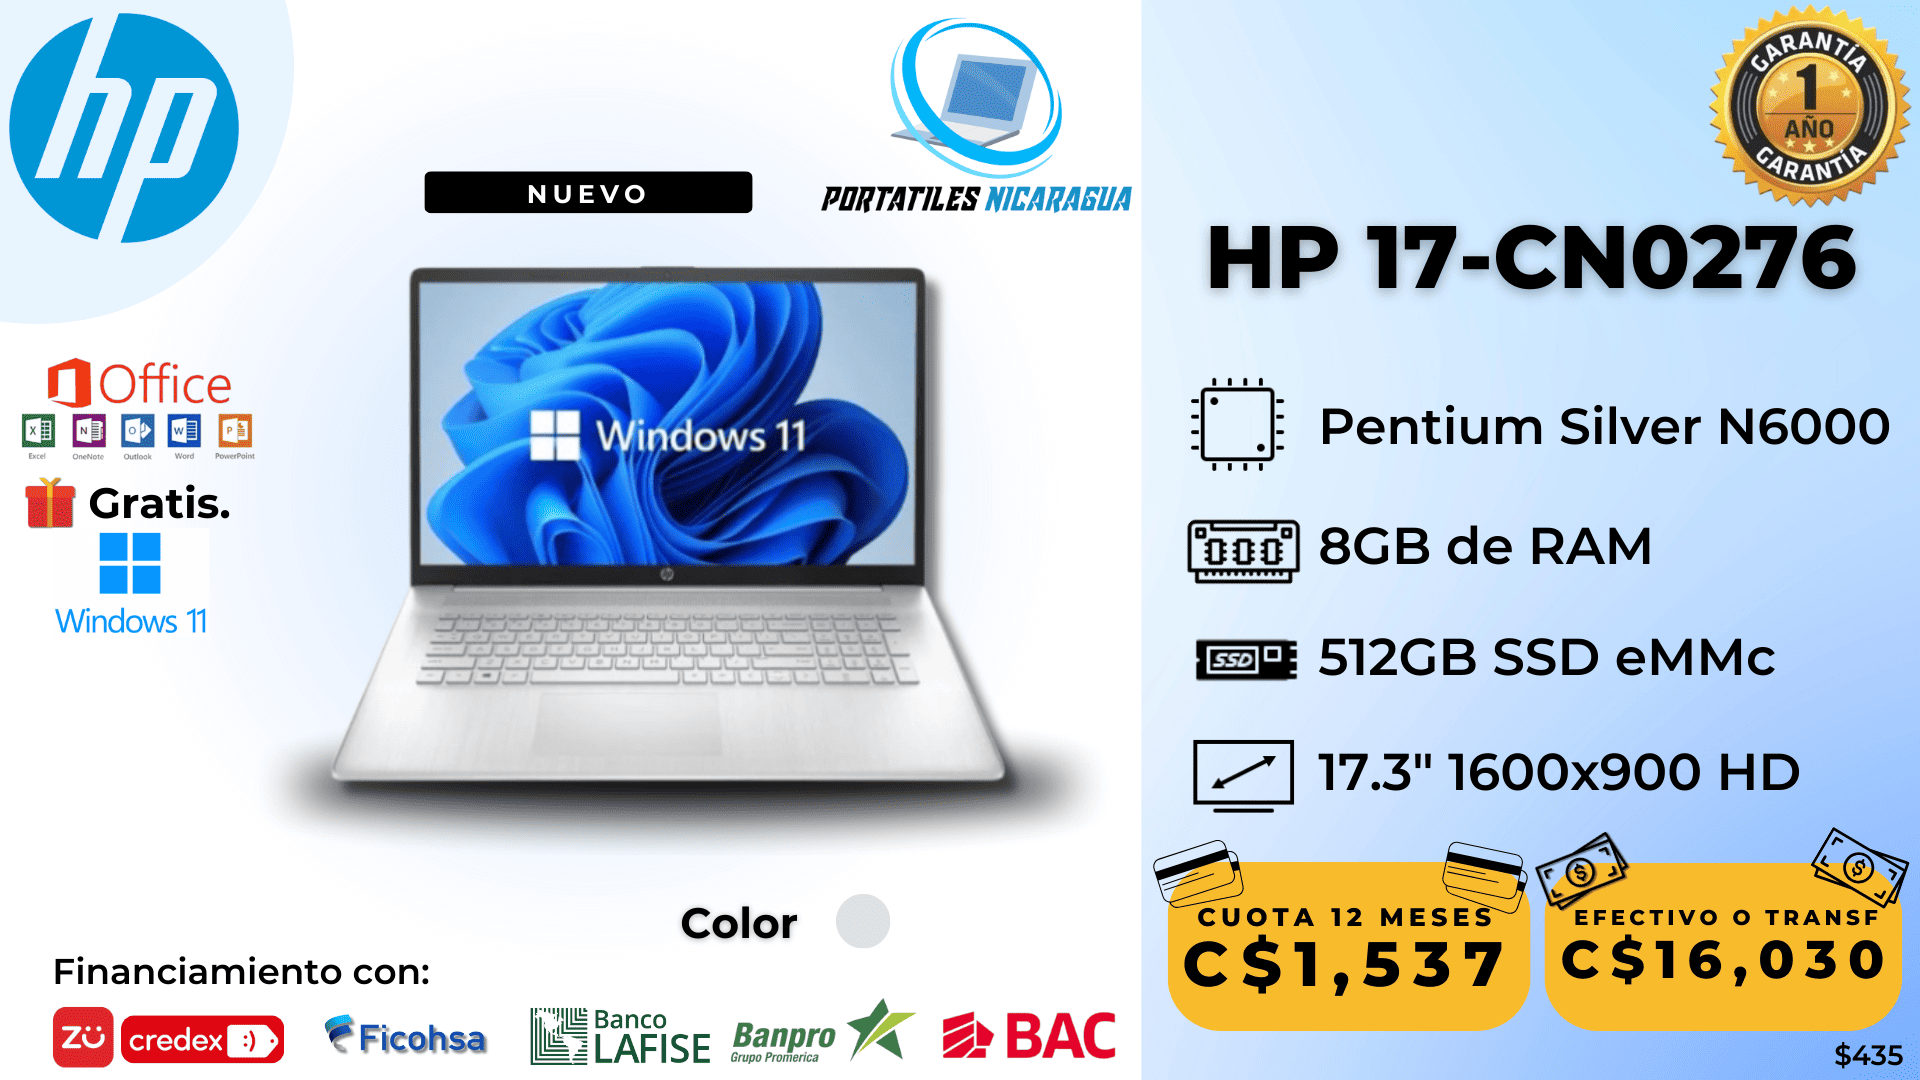 hp
PORTATILES NICARAGUA
NUEVO
GARANTÍA
1
AÑO
GARANTÍA
HP 17-CN0276
Office
Excel
OneNote
Outlook
Word
PowerPoint
Gratis.
Windows 11
Windows 11
hp
Pentium Silver N6000
8GB de RAM
SSD
512GB SSD eMMc
17.3" 1600x900 HD
Color
CUOTA 12 MESES
C$1,537
EFECTIVO O TRANSF
C$16,030
$435
Financiamiento con:
zü
credex :)
Ficohsa
Banco
LAFISE
Banpro
Grupo Promerica
BAC